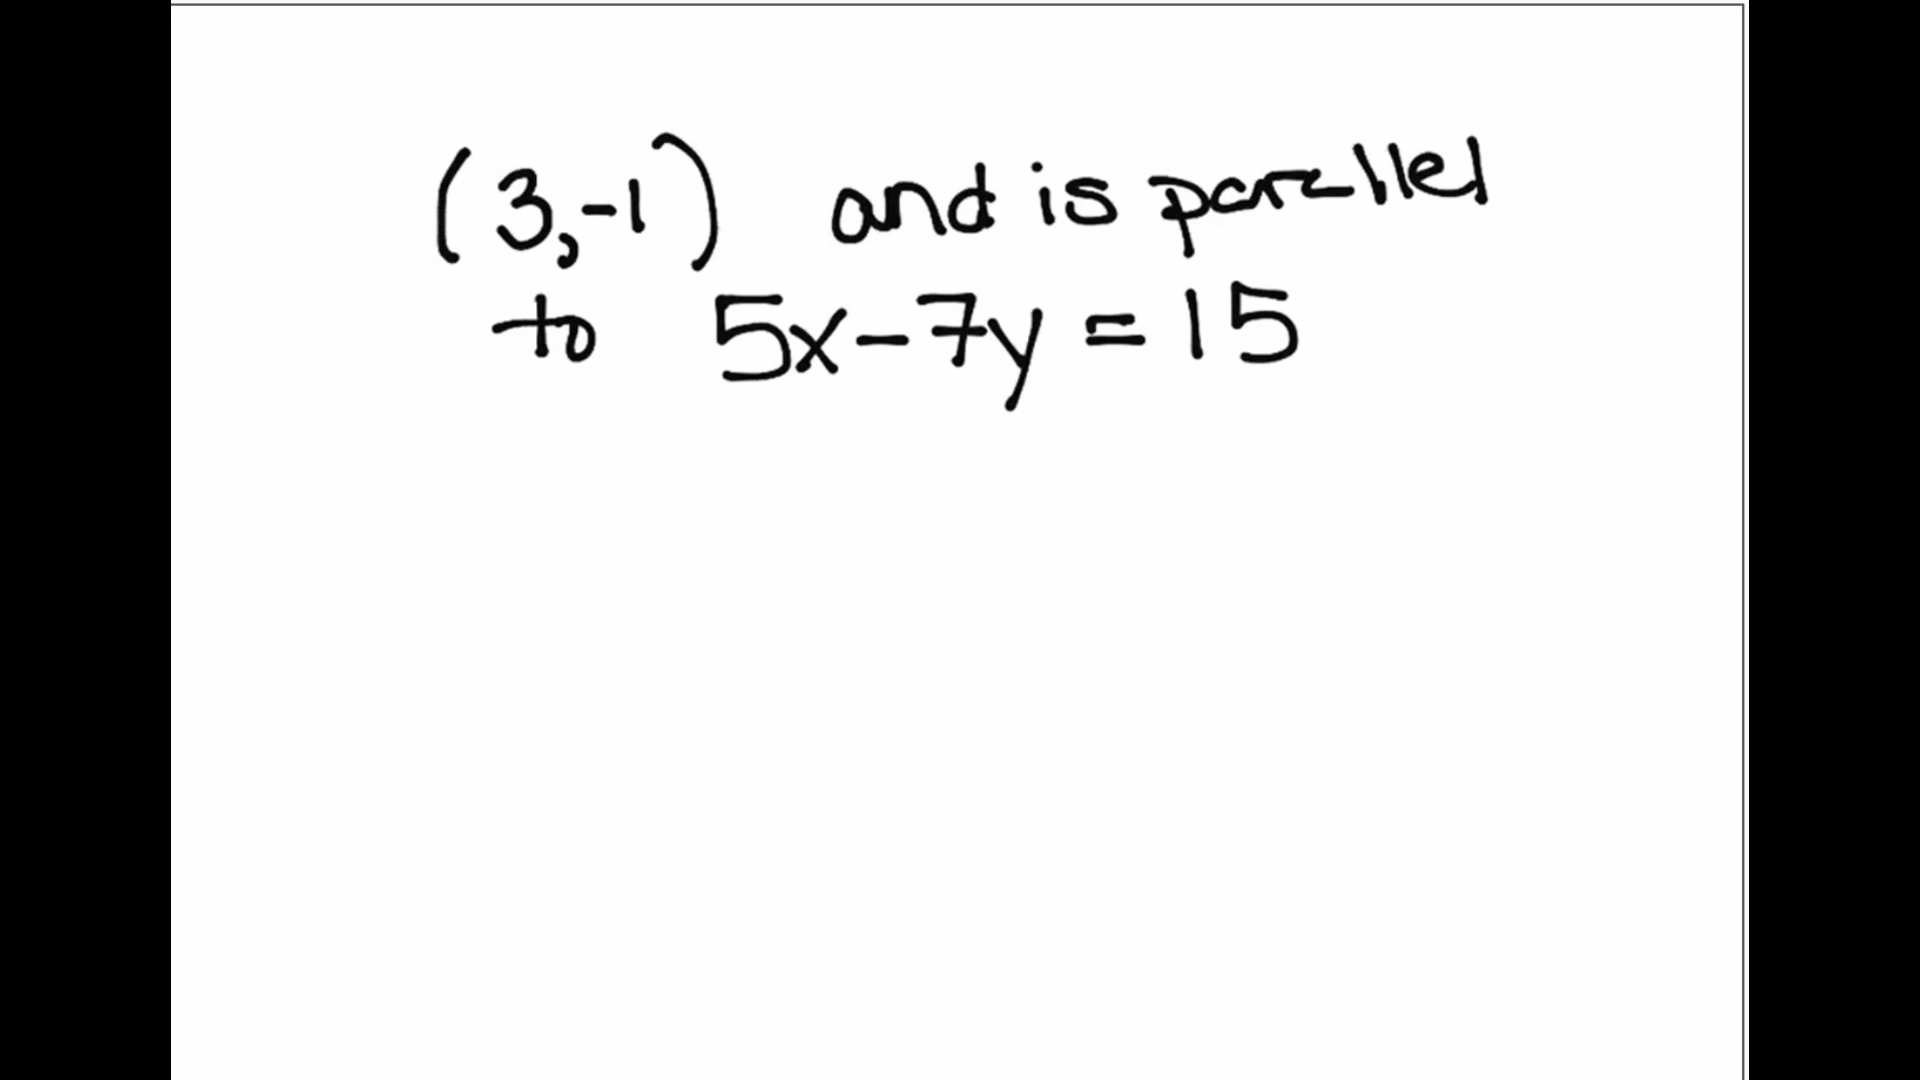 (3,-1) and is parallel
to 5x-7y = 15